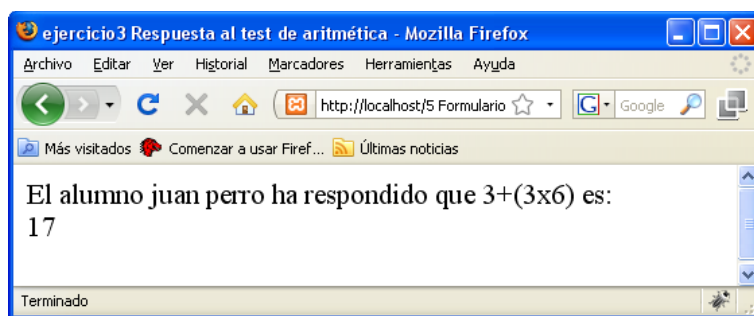 ejercicio3 Respuesta al test de aritmética - Mozilla Firefox
Archivo Editar Ver Historial Marcadores Herramientas Ayuda
http://localhost/5 Formulario G Google
Más visitados Comenzar a usar Firef... Últimas noticias
El alumno juan perro ha respondido que 3+(3x6) es:
17
Terminado